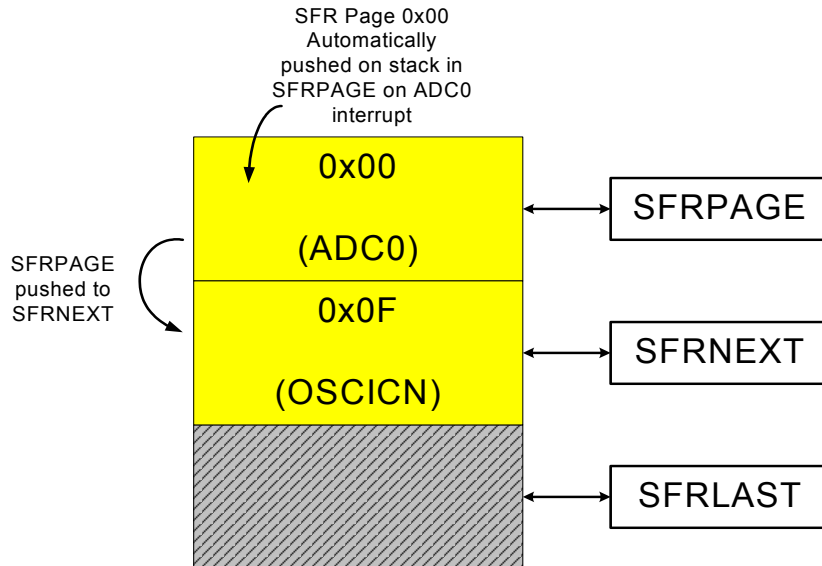 SFR Page 0x00
Automatically
pushed on stack in
SFRPAGE on ADC0
interrupt
0x00
(ADC0)
SFRPAGE
SFRPAGE
pushed to
SFRNEXT
0x0F
(OSCICN)
SFRNEXT
SFRLAST